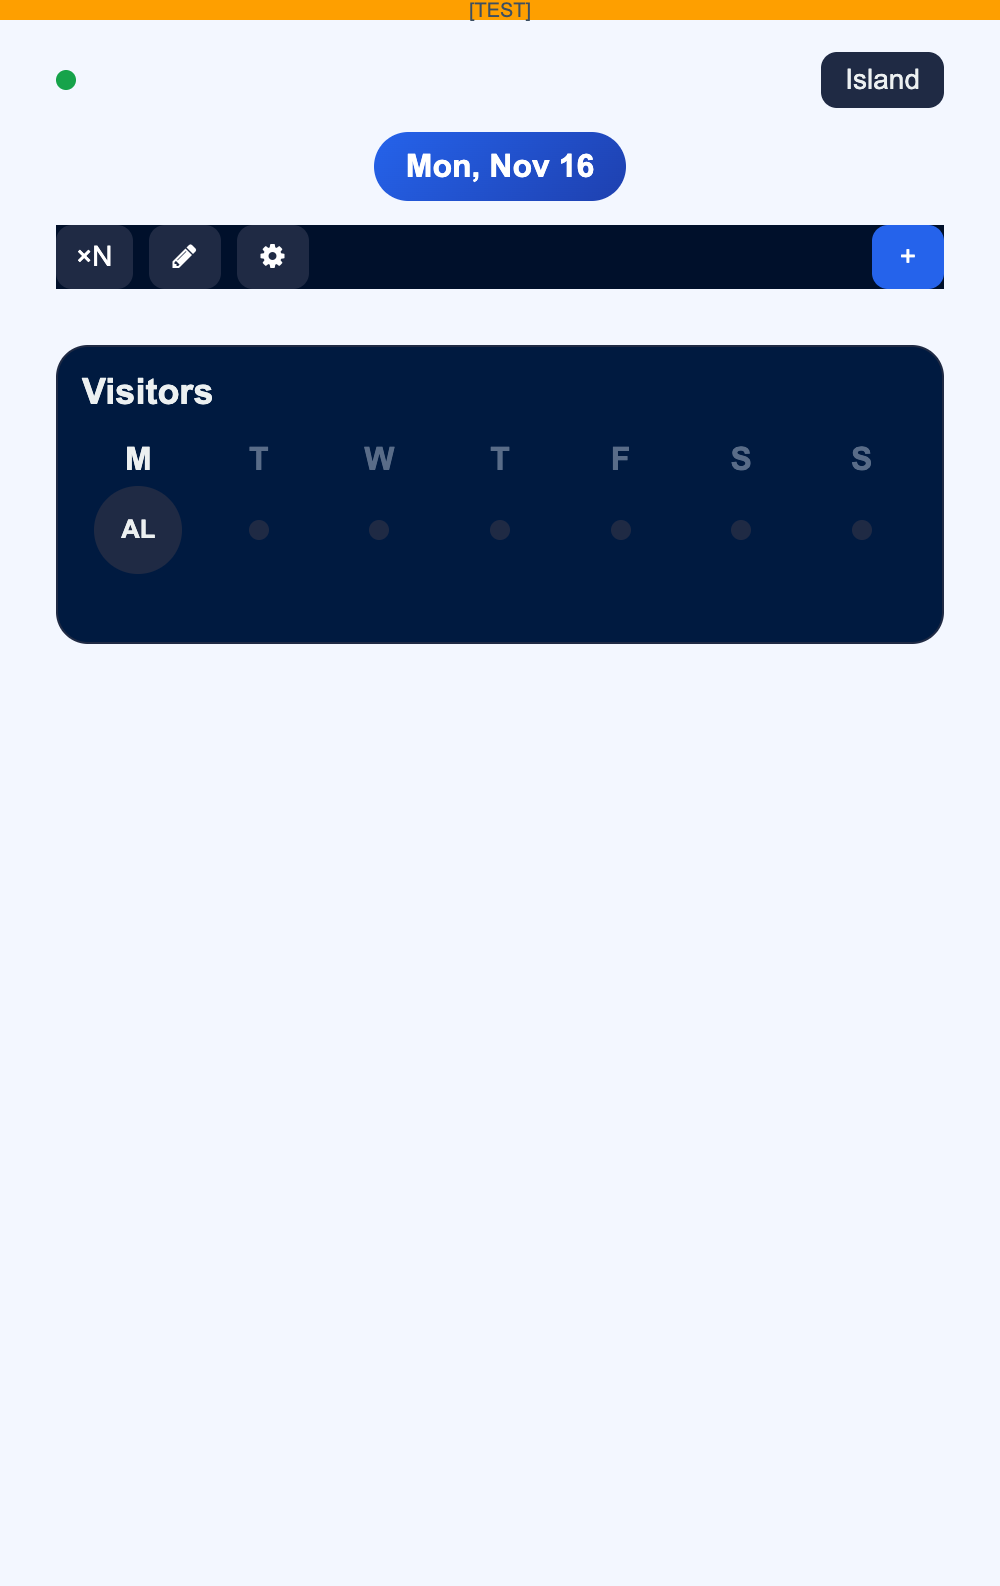 [TEST]
Island
Mon, Nov 16
×N
+
Visitors
M T W T F S S
AL